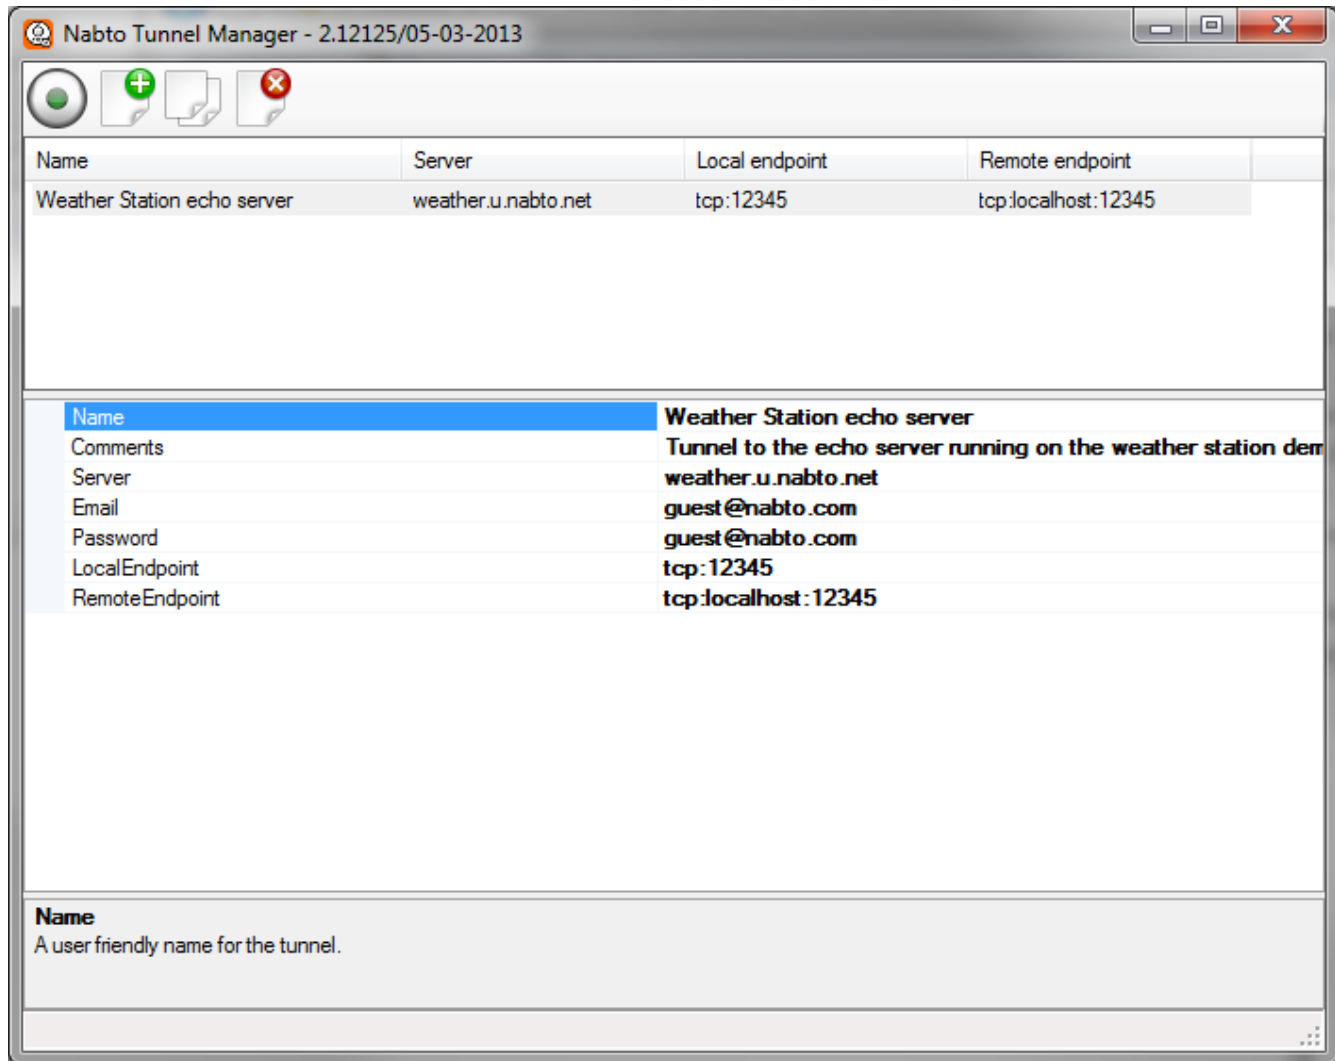 Nabto Tunnel Manager - 2.12125/05-03-2013
Name Server Local endpoint Remote endpoint
Weather Station echo server weather.u.nabto.net tcp:12345 tcp:localhost:12345
Name Weather Station echo server
Comments Tunnel to the echo server running on the weather station dem
Server weather.u.nabto.net
Email guest@nabto.com
Password guest@nabto.com
LocalEndpoint tcp:12345
RemoteEndpoint tcp:localhost:12345
Name
A user friendly name for the tunnel.